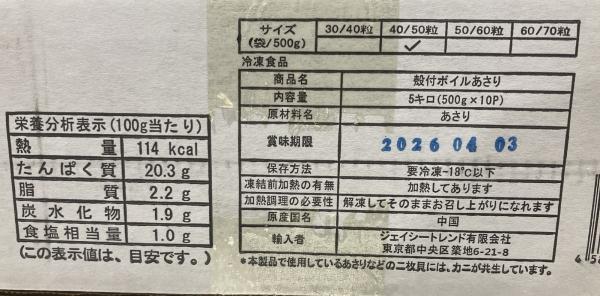 サイズ
(袋/500g)
30/40粒 40/50粒 50/60粒 60/70粒
✓
冷凍食品
商品名 殻付ボイルあさり
内容量 5キロ(500g×10P)
原材料名 あさり
賞味期限 2026 04 03
保存方法 要冷凍-18℃以下
凍結前加熱の有無 加熱してあります
加熱調理の必要性 解凍してそのままお召し上がりになれます
原産国名 中国
輸入者 ジェイシートレンド有限会社
東京都中央区築地6-21-8
*本製品で使用しているあさりなどの二枚貝には、カニが共生しています。
栄養分析表示(100g当たり)
熱量 114 kcal
たんぱく質 20.3 g
脂質 2.2 g
炭水化物 1.9 g
食塩相当量 1.0 g
(この表示値は、目安です。)